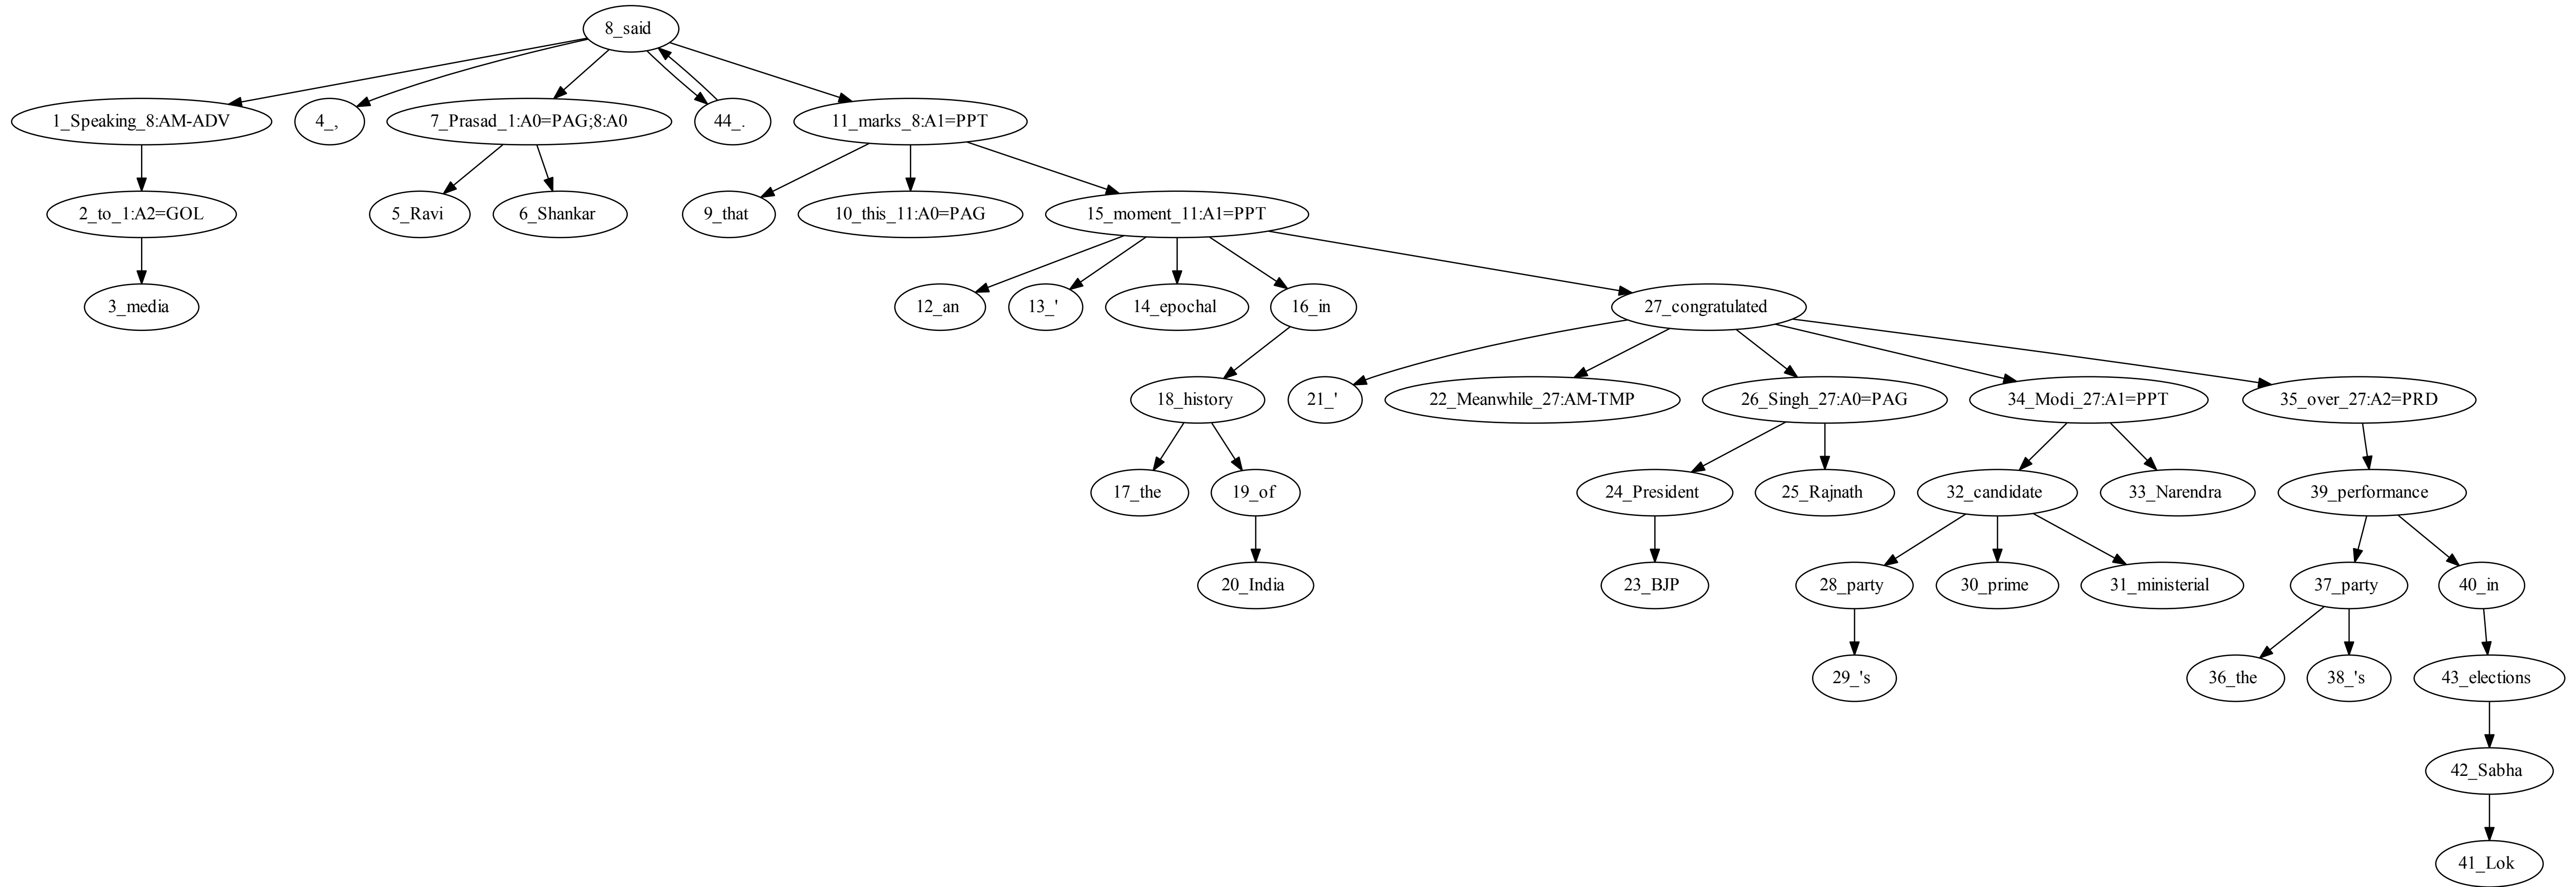 8_said
1_Speaking_8:AM-ADV 4_, 7_Prasad_1:A0=PAG;8:A0 44_. 11_marks_8:A1=PPT
2_to_1:A2=GOL 5_Ravi 6_Shankar 9_that 10_this_11:A0=PAG 15_moment_11:A1=PPT
3_media 12_an 13_' 14_epochal 16_in 27_congratulated
18_history 21_' 22_Meanwhile_27:AM-TMP 26_Singh_27:A0=PAG 34_Modi_27:A1=PPT 35_over_27:A2=PRD
17_the 19_of 24_President 25_Rajnath 32_candidate 33_Narendra 39_performance
20_India 23_BJP 28_party 30_prime 31_ministerial 37_party 40_in
29_'s 36_the 38_'s 43_elections
42_Sabha
41_Lok